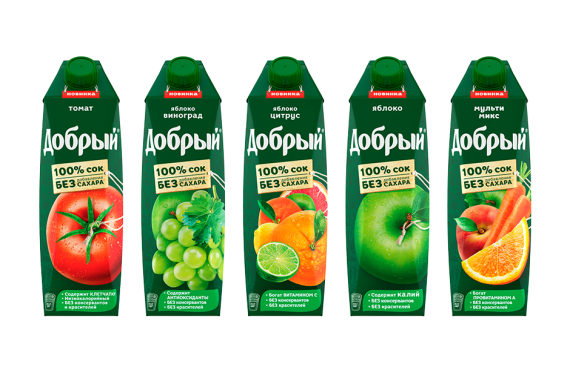 новинка
томат
Добрый®
100% СОК
БЕЗ САХАРА
• Содержит КЛЕТЧАТКУ
• Низкокалорийный
• БЕЗ консервантов
и красителей
новинка
яблоко
виноград
Добрый®
100% СОК
БЕЗ САХАРА
• Содержит
АНТИОКСИДАНТЫ
• БЕЗ консервантов
• БЕЗ красителей
новинка
яблоко
цитрус
Добрый®
100% СОК
БЕЗ САХАРА
• Богат ВИТАМИНОМ С
• БЕЗ консервантов
• БЕЗ красителей
новинка
яблоко
Добрый®
100% СОК
БЕЗ САХАРА
• Содержит КАЛИЙ
• БЕЗ консервантов
• БЕЗ красителей
новинка
мульти
микс
Добрый®
100% СОК
БЕЗ САХАРА
• Богат
ПРОВИТАМИНОМ А
• БЕЗ консервантов
• БЕЗ красителей